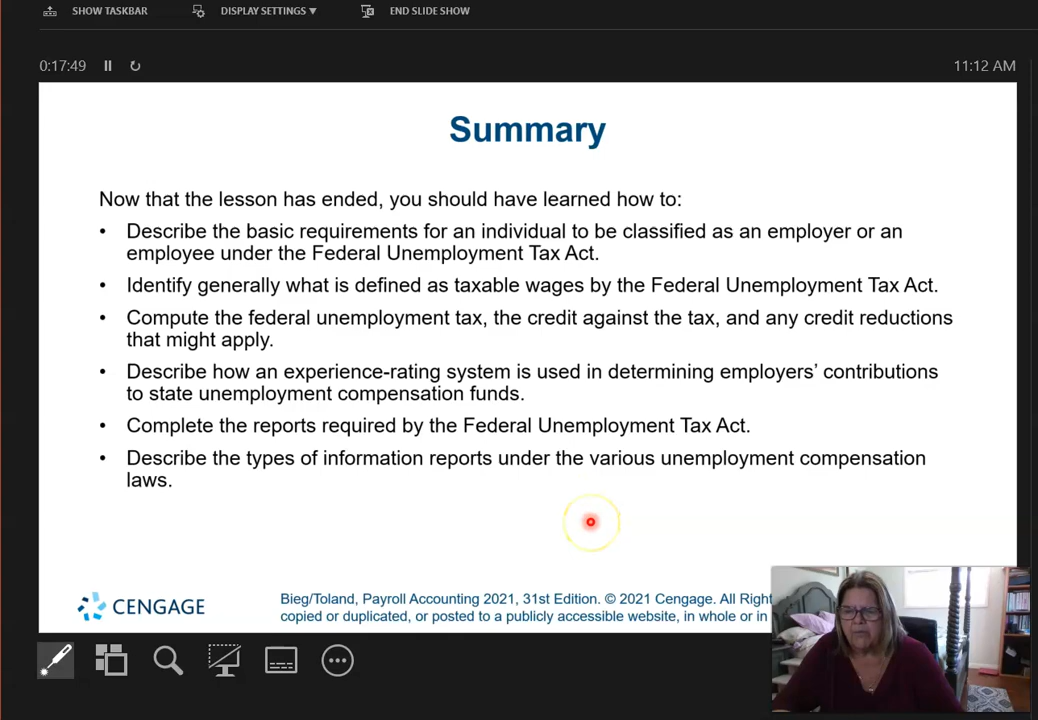 SHOW TASKBAR DISPLAY SETTINGS ▼ END SLIDE SHOW
0:17:49 11:12 AM
Summary
Now that the lesson has ended, you should have learned how to:
• Describe the basic requirements for an individual to be classified as an employer or an
employee under the Federal Unemployment Tax Act.
• Identify generally what is defined as taxable wages by the Federal Unemployment Tax Act.
• Compute the federal unemployment tax, the credit against the tax, and any credit reductions
that might apply.
• Describe how an experience-rating system is used in determining employers’ contributions
to state unemployment compensation funds.
• Complete the reports required by the Federal Unemployment Tax Act.
• Describe the types of information reports under the various unemployment compensation
laws.
CENGAGE
Bieg/Toland, Payroll Accounting 2021, 31st Edition. © 2021 Cengage. All Right
copied or duplicated, or posted to a publicly accessible website, in whole or in